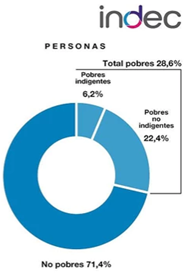 indec
PERSONAS
Total pobres 28,6%
Pobres
indigentes
6,2%
Pobres
no
indigentes
22,4%
No pobres 71,4%